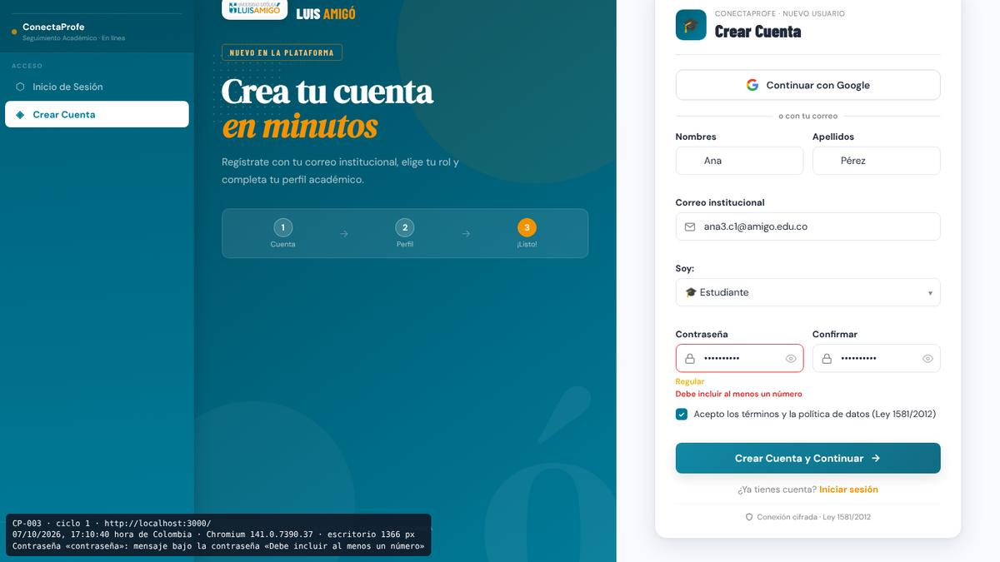 UNIVERSIDAD CATÓLICA
LUISAMIGÓ
LUIS AMIGÓ
ConectaProfe
Seguimiento Académico · En línea
ACCESO
Inicio de Sesión
Crear Cuenta
NUEVO EN LA PLATAFORMA
Crea tu cuenta
en minutos
Regístrate con tu correo institucional, elige tu rol y
completa tu perfil académico.
1
Cuenta
→
2
Perfil
→
3
¡Listo!
ó
CONECTAPROFE · NUEVO USUARIO
Crear Cuenta
Continuar con Google
o con tu correo
Nombres
Apellidos
Ana
Pérez
Correo institucional
ana3.c1@amigo.edu.co
Soy:
🎓 Estudiante
Contraseña
Confirmar
••••••••••
••••••••••
Regular
Debe incluir al menos un número
Acepto los términos y la política de datos (Ley 1581/2012)
Crear Cuenta y Continuar →
¿Ya tienes cuenta? Iniciar sesión
Conexión cifrada · Ley 1581/2012
CP-003 · ciclo 1 · http://localhost:3000/
07/10/2026, 17:10:40 hora de Colombia · Chromium 141.0.7390.37 · escritorio 1366 px
Contraseña «contraseña»: mensaje bajo la contraseña «Debe incluir al menos un número»